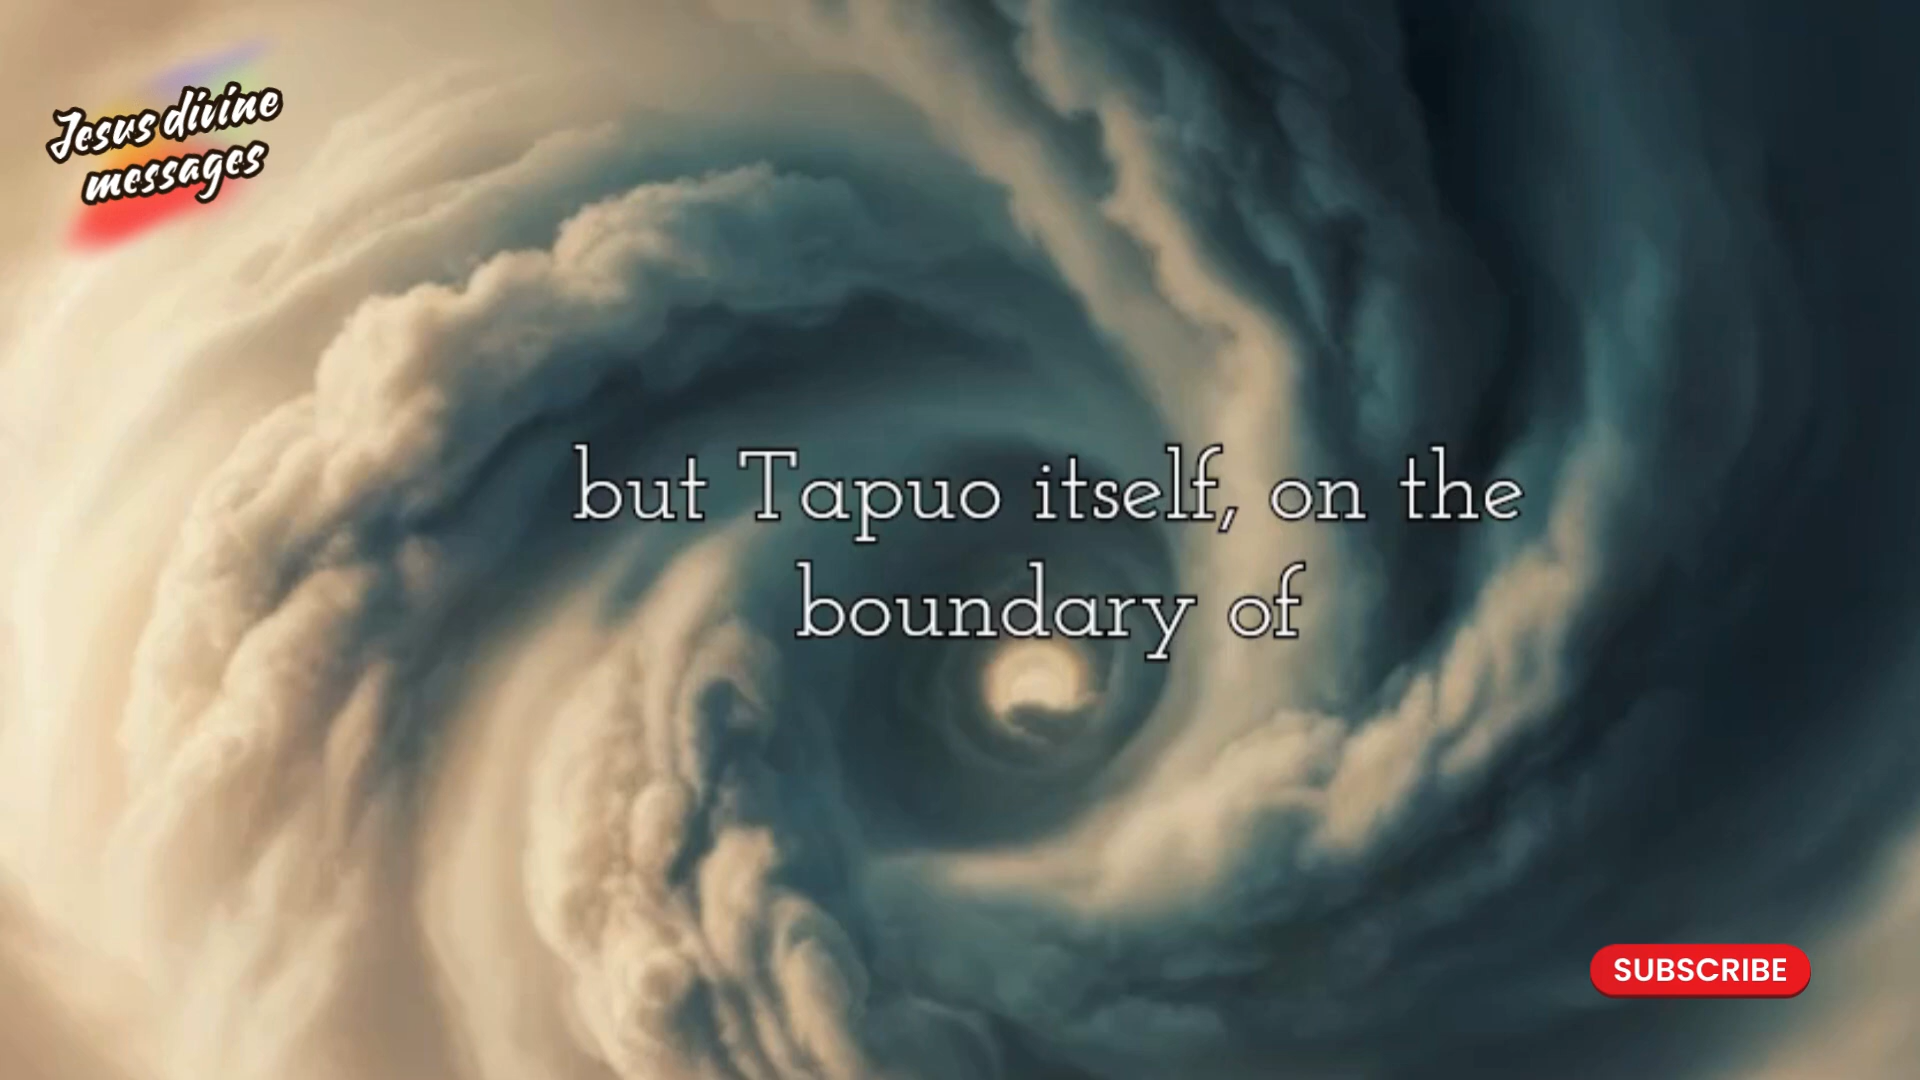 Jesus divine
messages
but Tapuo itself, on the
boundary of
SUBSCRIBE